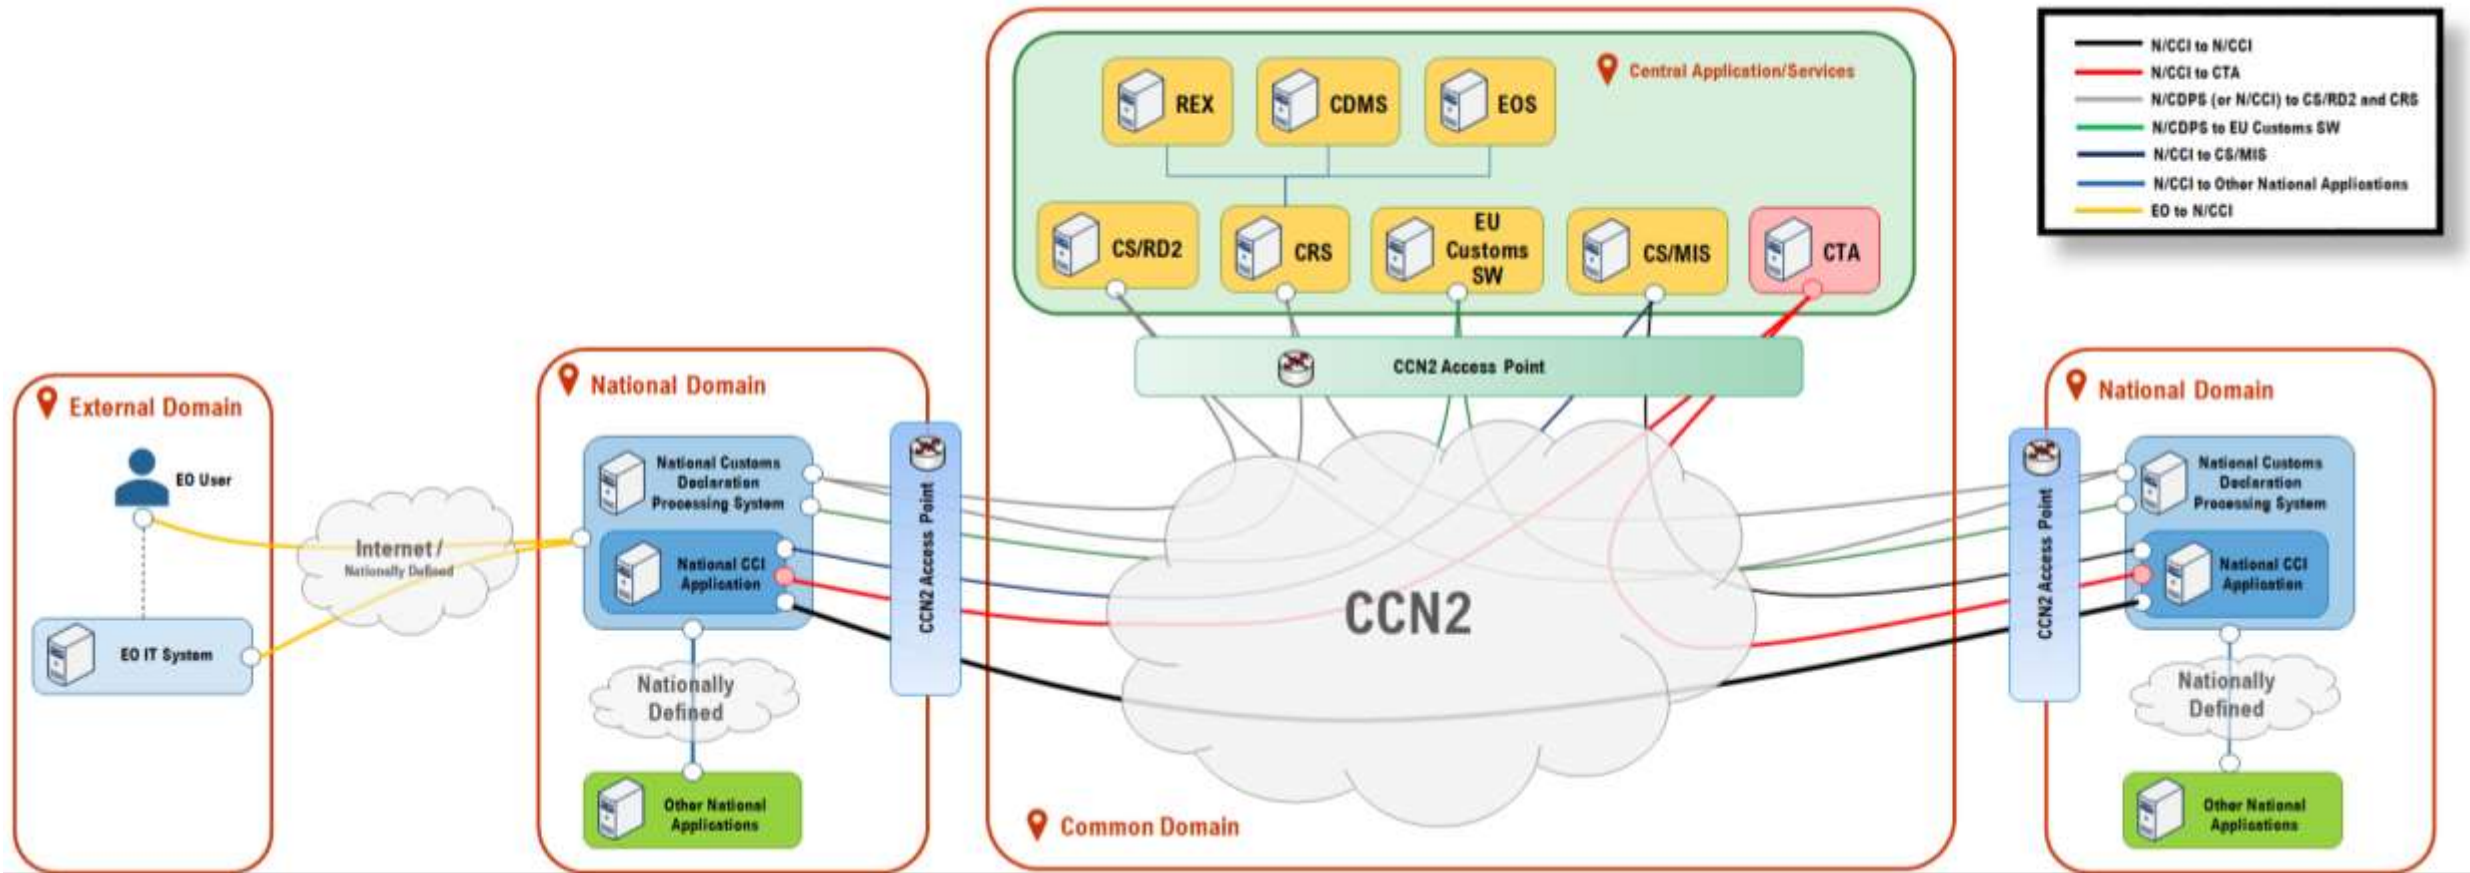 External Domain
EO User
EO IT System
Internet /
Nationally Defined
National Domain
National Customs
Declaration
Processing System
National CCI
Application
Nationally
Defined
Other National
Applications
CCN2 Access Point
Central Application/Services
REX
CDMS
EOS
CS/RD2
CRS
EU
Customs
SW
CS/MIS
CTA
CCN2 Access Point
CCN2
Common Domain
N/CCI to N/CCI
N/CCI to CTA
N/CDPS (or N/CCI) to CS/RD2 and CRS
N/CDPS to EU Customs SW
N/CCI to CS/MIS
N/CCI to Other National Applications
EO to N/CCI
National Domain
CCN2 Access Point
National Customs
Declaration
Processing System
National CCI
Application
Nationally
Defined
Other National
Applications